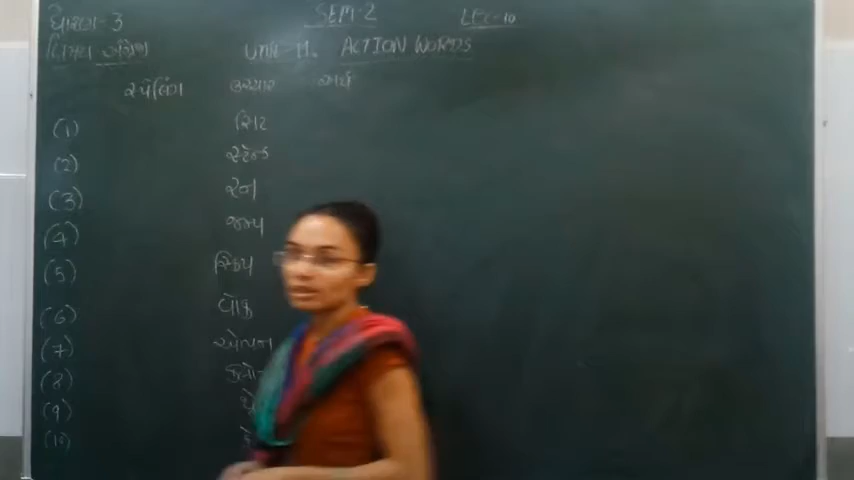 ધોરણ-3 SEM-2 LEC-10
વિષય અંગ્રેજી Unit 11. ACTION WORDS
સ્પેલિંગ ઉચ્ચાર અર્થ
(1) સિટ
(2) સ્ટેન્ડ
(3) રન
(4) જમ્પ
(5) સ્કિપ
(6) વોક
(7) ઓપન
(8)
(9)
(10)